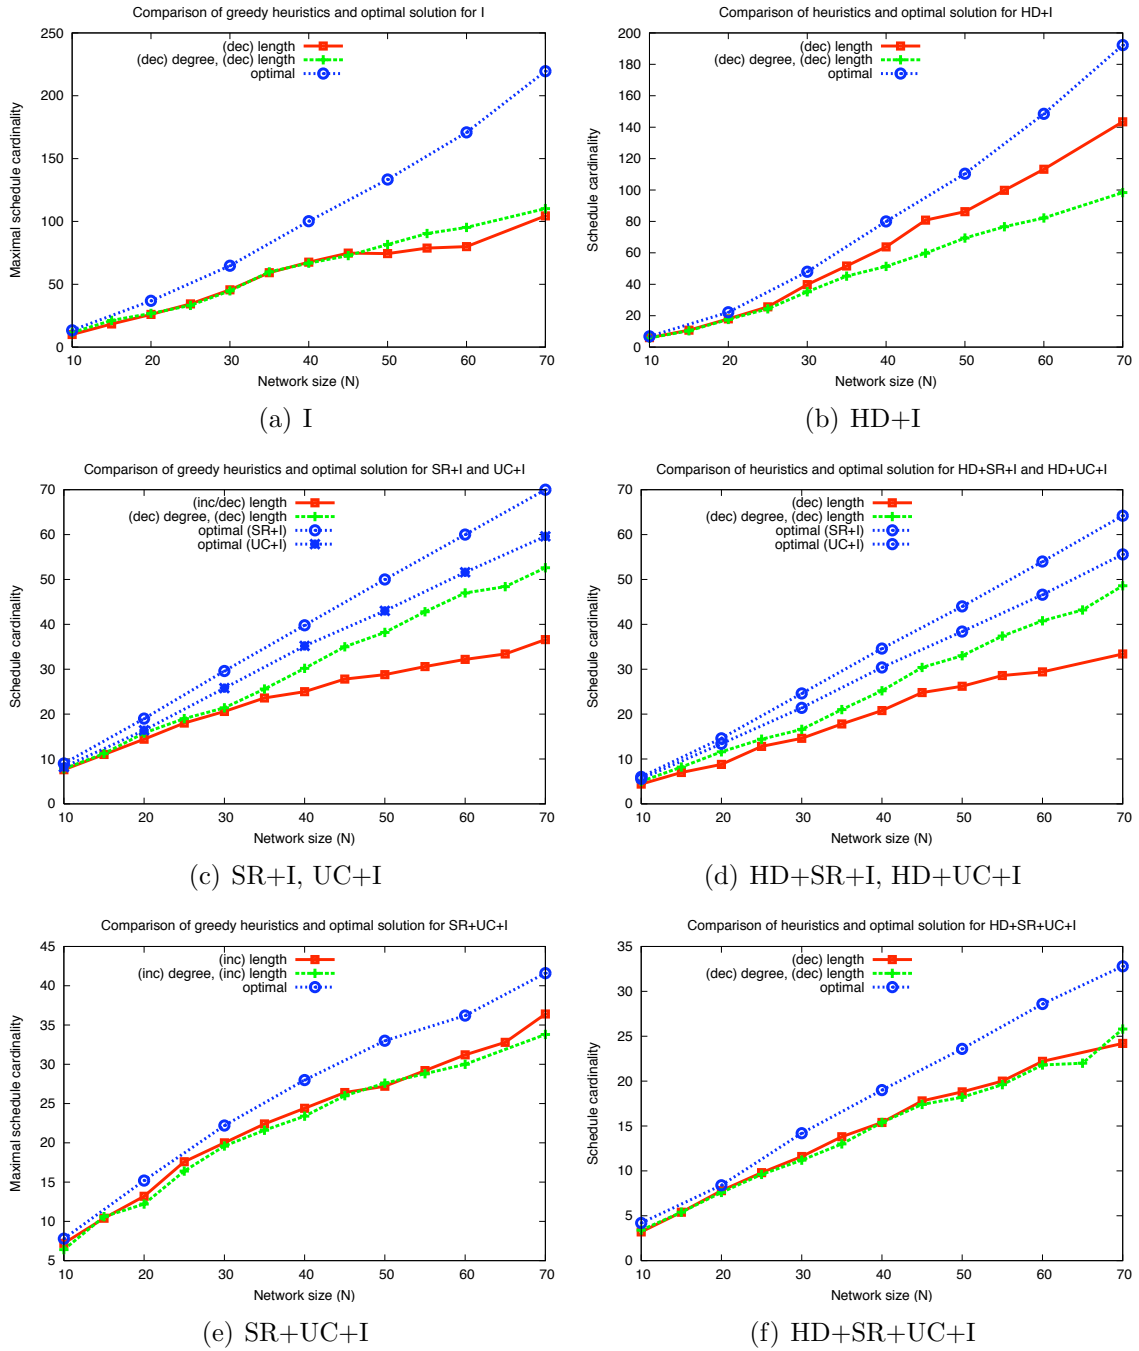 Comparison of greedy heuristics and optimal solution for I
250
200
150
100
50
0
10 20 30 40 50 60 70
Maximal schedule cardinality
Network size (N)
(dec) length
(dec) degree, (dec) length
optimal
(a) I
Comparison of heuristics and optimal solution for HD+I
200
180
160
140
120
100
80
60
40
20
0
10 20 30 40 50 60 70
Schedule cardinality
Network size (N)
(dec) length
(dec) degree, (dec) length
optimal
(b) HD+I
Comparison of greedy heuristics and optimal solution for SR+I and UC+I
70
60
50
40
30
20
10
0
10 20 30 40 50 60 70
Schedule cardinality
Network size (N)
(inc/dec) length
(dec) degree, (dec) length
optimal (SR+I)
optimal (UC+I)
(c) SR+I, UC+I
Comparison of heuristics and optimal solution for HD+SR+I and HD+UC+I
70
60
50
40
30
20
10
0
10 20 30 40 50 60 70
Schedule cardinality
Network size (N)
(dec) length
(dec) degree, (dec) length
optimal (SR+I)
optimal (UC+I)
(d) HD+SR+I, HD+UC+I
Comparison of greedy heuristics and optimal solution for SR+UC+I
45
40
35
30
25
20
15
10
5
10 20 30 40 50 60 70
Maximal schedule cardinality
Network size (N)
(inc) length
(inc) degree, (inc) length
optimal
(e) SR+UC+I
Comparison of heuristics and optimal solution for HD+SR+UC+I
35
30
25
20
15
10
5
0
10 20 30 40 50 60 70
Schedule cardinality
Network size (N)
(dec) length
(dec) degree, (dec) length
optimal
(f) HD+SR+UC+I